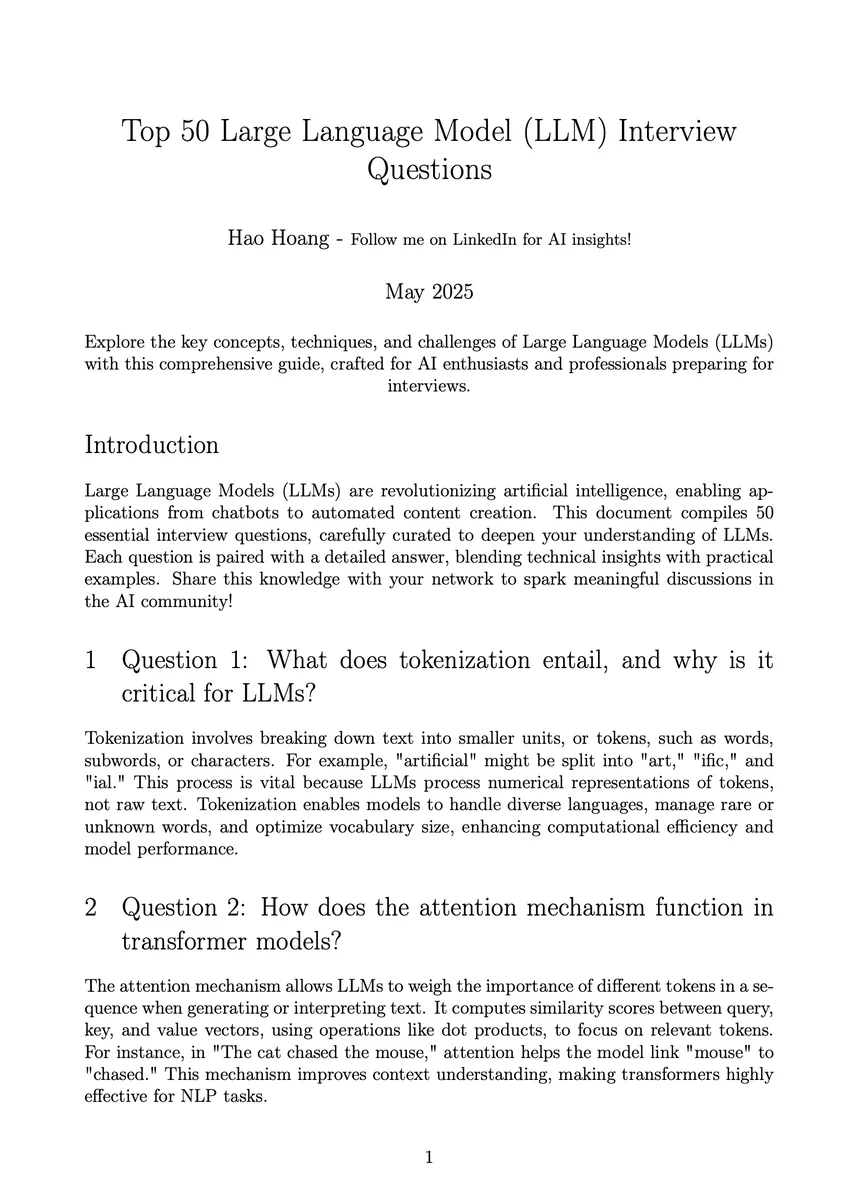 Top 50 Large Language Model (LLM) Interview
Questions
Hao Hoang - Follow me on LinkedIn for AI insights!
May 2025
Explore the key concepts, techniques, and challenges of Large Language Models (LLMs)
with this comprehensive guide, crafted for AI enthusiasts and professionals preparing for
interviews.
Introduction
Large Language Models (LLMs) are revolutionizing artificial intelligence, enabling ap-
plications from chatbots to automated content creation. This document compiles 50
essential interview questions, carefully curated to deepen your understanding of LLMs.
Each question is paired with a detailed answer, blending technical insights with practical
examples. Share this knowledge with your network to spark meaningful discussions in
the AI community!
1 Question 1: What does tokenization entail, and why is it
critical for LLMs?
Tokenization involves breaking down text into smaller units, or tokens, such as words,
subwords, or characters. For example, "artificial" might be split into "art," "ific," and
"ial." This process is vital because LLMs process numerical representations of tokens,
not raw text. Tokenization enables models to handle diverse languages, manage rare or
unknown words, and optimize vocabulary size, enhancing computational efficiency and
model performance.
2 Question 2: How does the attention mechanism function in
transformer models?
The attention mechanism allows LLMs to weigh the importance of different tokens in a se-
quence when generating or interpreting text. It computes similarity scores between query,
key, and value vectors, using operations like dot products, to focus on relevant tokens.
For instance, in "The cat chased the mouse," attention helps the model link "mouse" to
"chased." This mechanism improves context understanding, making transformers highly
effective for NLP tasks.
1